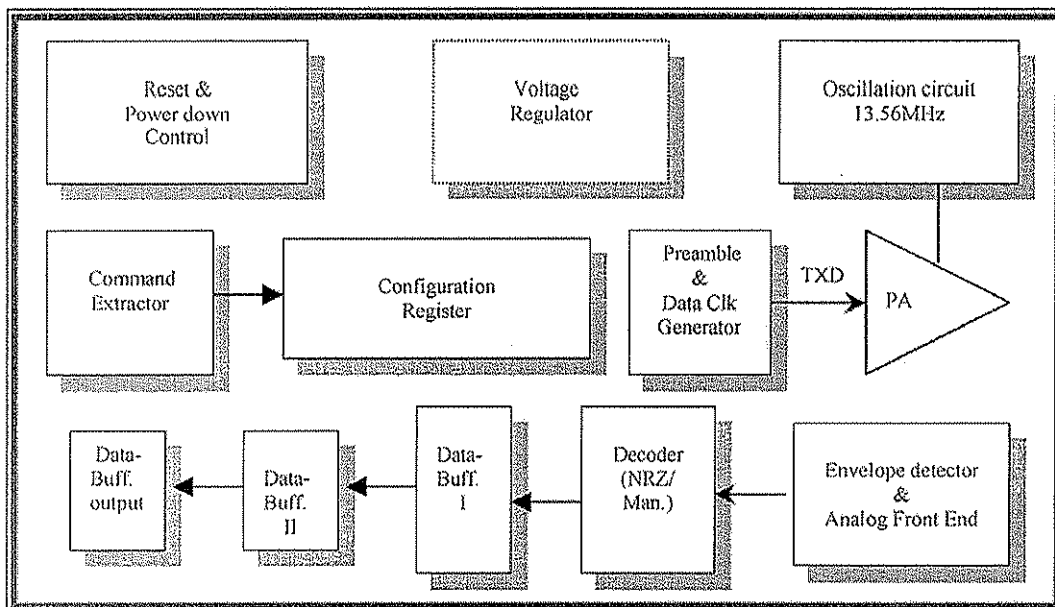 Reset &
Power down
Control
Voltage
Regulator
Oscillation circuit
13.56MHz
Command
Extractor
Configuration
Register
Preamble
&
Data Clk
Generator
TXD
PA
Data-
Buff.
output
Data-
Buff.
II
Data-
Buff.
I
Decoder
(NRZ/
Man.)
Envelope detector
&
Analog Front End